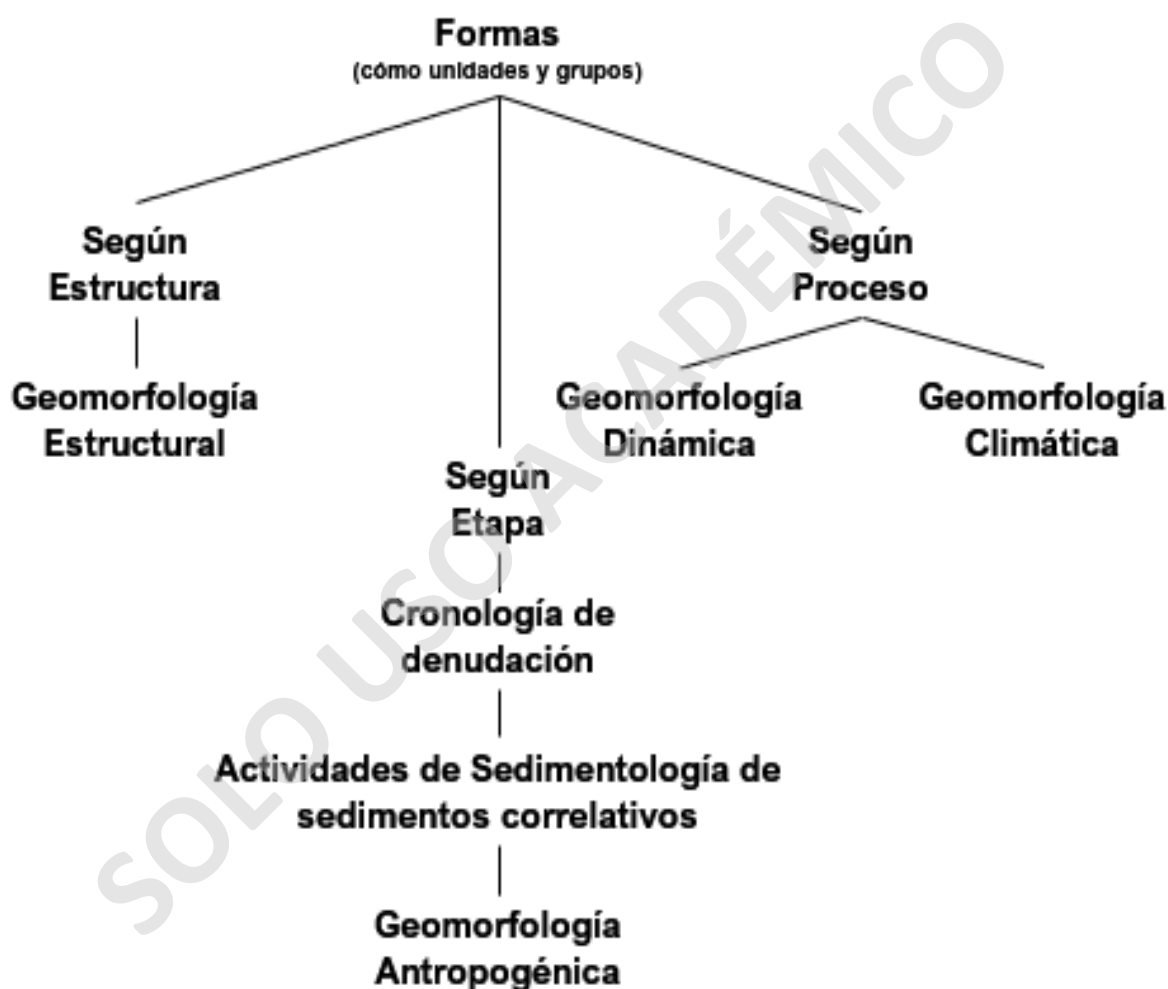 Formas
(cómo unidades y grupos)
Según
Estructura
Según
Proceso
Geomorfología
Estructural
Geomorfología
Dinámica
Geomorfología
Climática
Según
Etapa
Cronología de
denudación
Actividades de Sedimentología de
sedimentos correlativos
Geomorfología
Antropogénica
SOLO USO ACADÉMICO